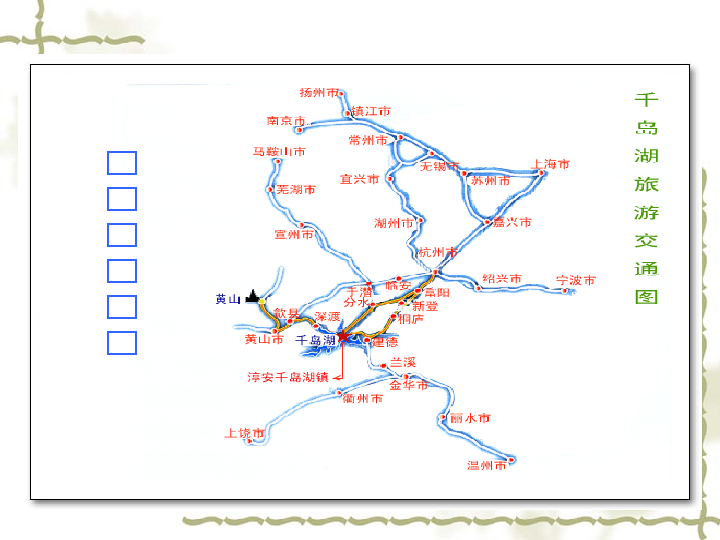 千岛湖旅游交通图
扬州市
镇江市
南京市
常州市
马鞍山市
无锡市
上海市
宜兴市
苏州市
芜湖市
湖州市
嘉兴市
宣州市
杭州市
绍兴市
宁波市
于潜
临安
富阳
黄山
分水
新登
歙县
深渡
桐庐
黄山市
千岛湖
建德
兰溪
淳安千岛湖镇
金华市
衢州市
丽水市
上饶市
温州市